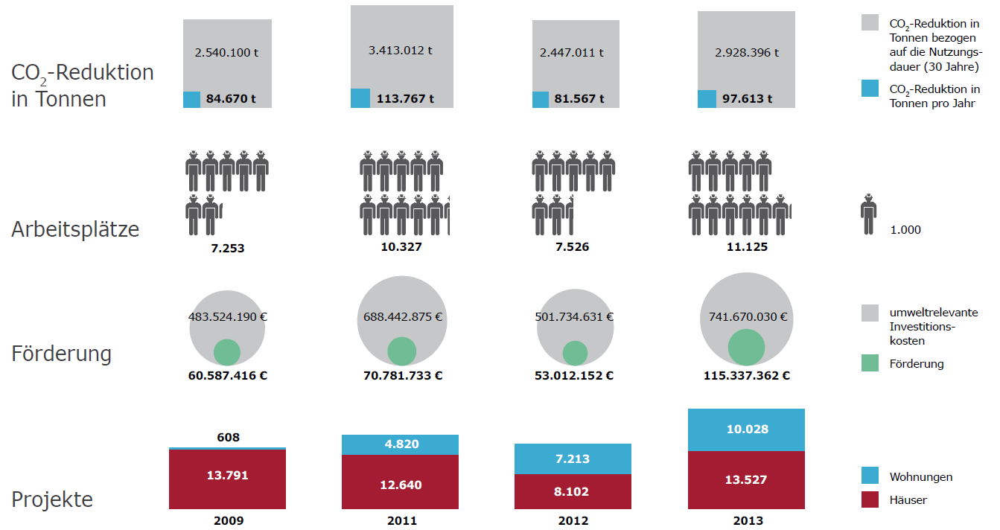 2.540.100 t
3.413.012 t
2.447.011 t
2.928.396 t
CO2-Reduktion
in Tonnen
84.670 t
113.767 t
81.567 t
97.613 t
CO2-Reduktion in
Tonnen bezogen
auf die Nutzungs-
dauer (30 Jahre)
CO2-Reduktion in
Tonnen pro Jahr
Arbeitsplätze
7.253
10.327
7.526
11.125
1.000
Förderung
483.524.190 €
688.442.875 €
501.734.631 €
741.670.030 €
60.587.416 €
70.781.733 €
53.012.152 €
115.337.362 €
umweltrelevante
Investitions-
kosten
Förderung
Projekte
608
13.791
4.820
12.640
7.213
8.102
10.028
13.527
2009
2011
2012
2013
Wohnungen
Häuser